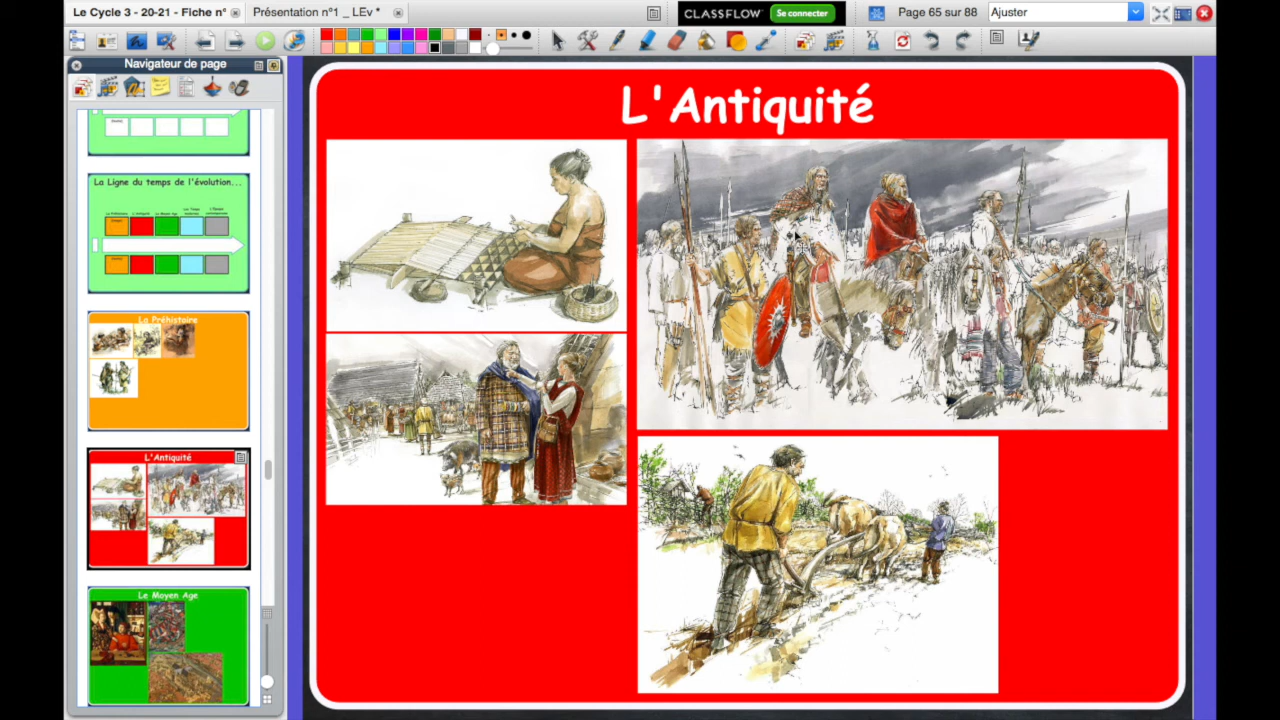 Le Cycle 3 - 20-21 - Fiche n°
Présentation n°1 _ LEv *
CLASSFLOW
Se connecter
Page 65 sur 88
Ajuster
Navigateur de page
La Ligne du temps de l'évolution...
La Préhistoire
L'Antiquité
Le Moyen Age
L'Antiquité